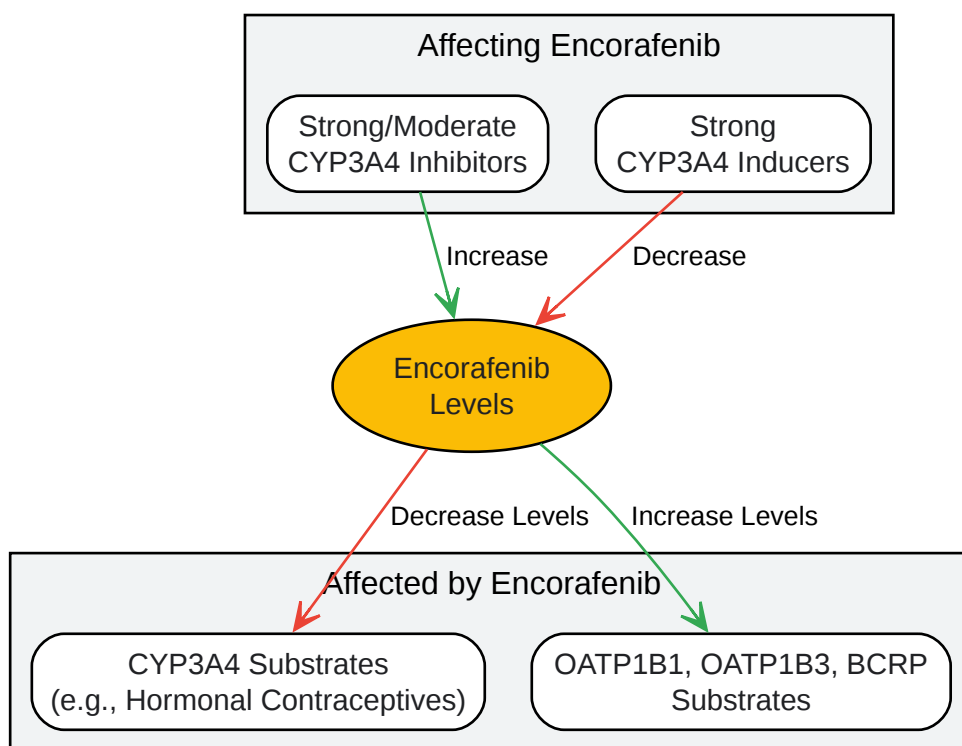 Affecting Encorafenib
Strong/Moderate
CYP3A4 Inhibitors
Strong
CYP3A4 Inducers
Increase
Decrease
Encorafenib
Levels
Decrease Levels
Increase Levels
Affected by Encorafenib
CYP3A4 Substrates
(e.g., Hormonal Contraceptives)
OATP1B1, OATP1B3, BCRP
Substrates